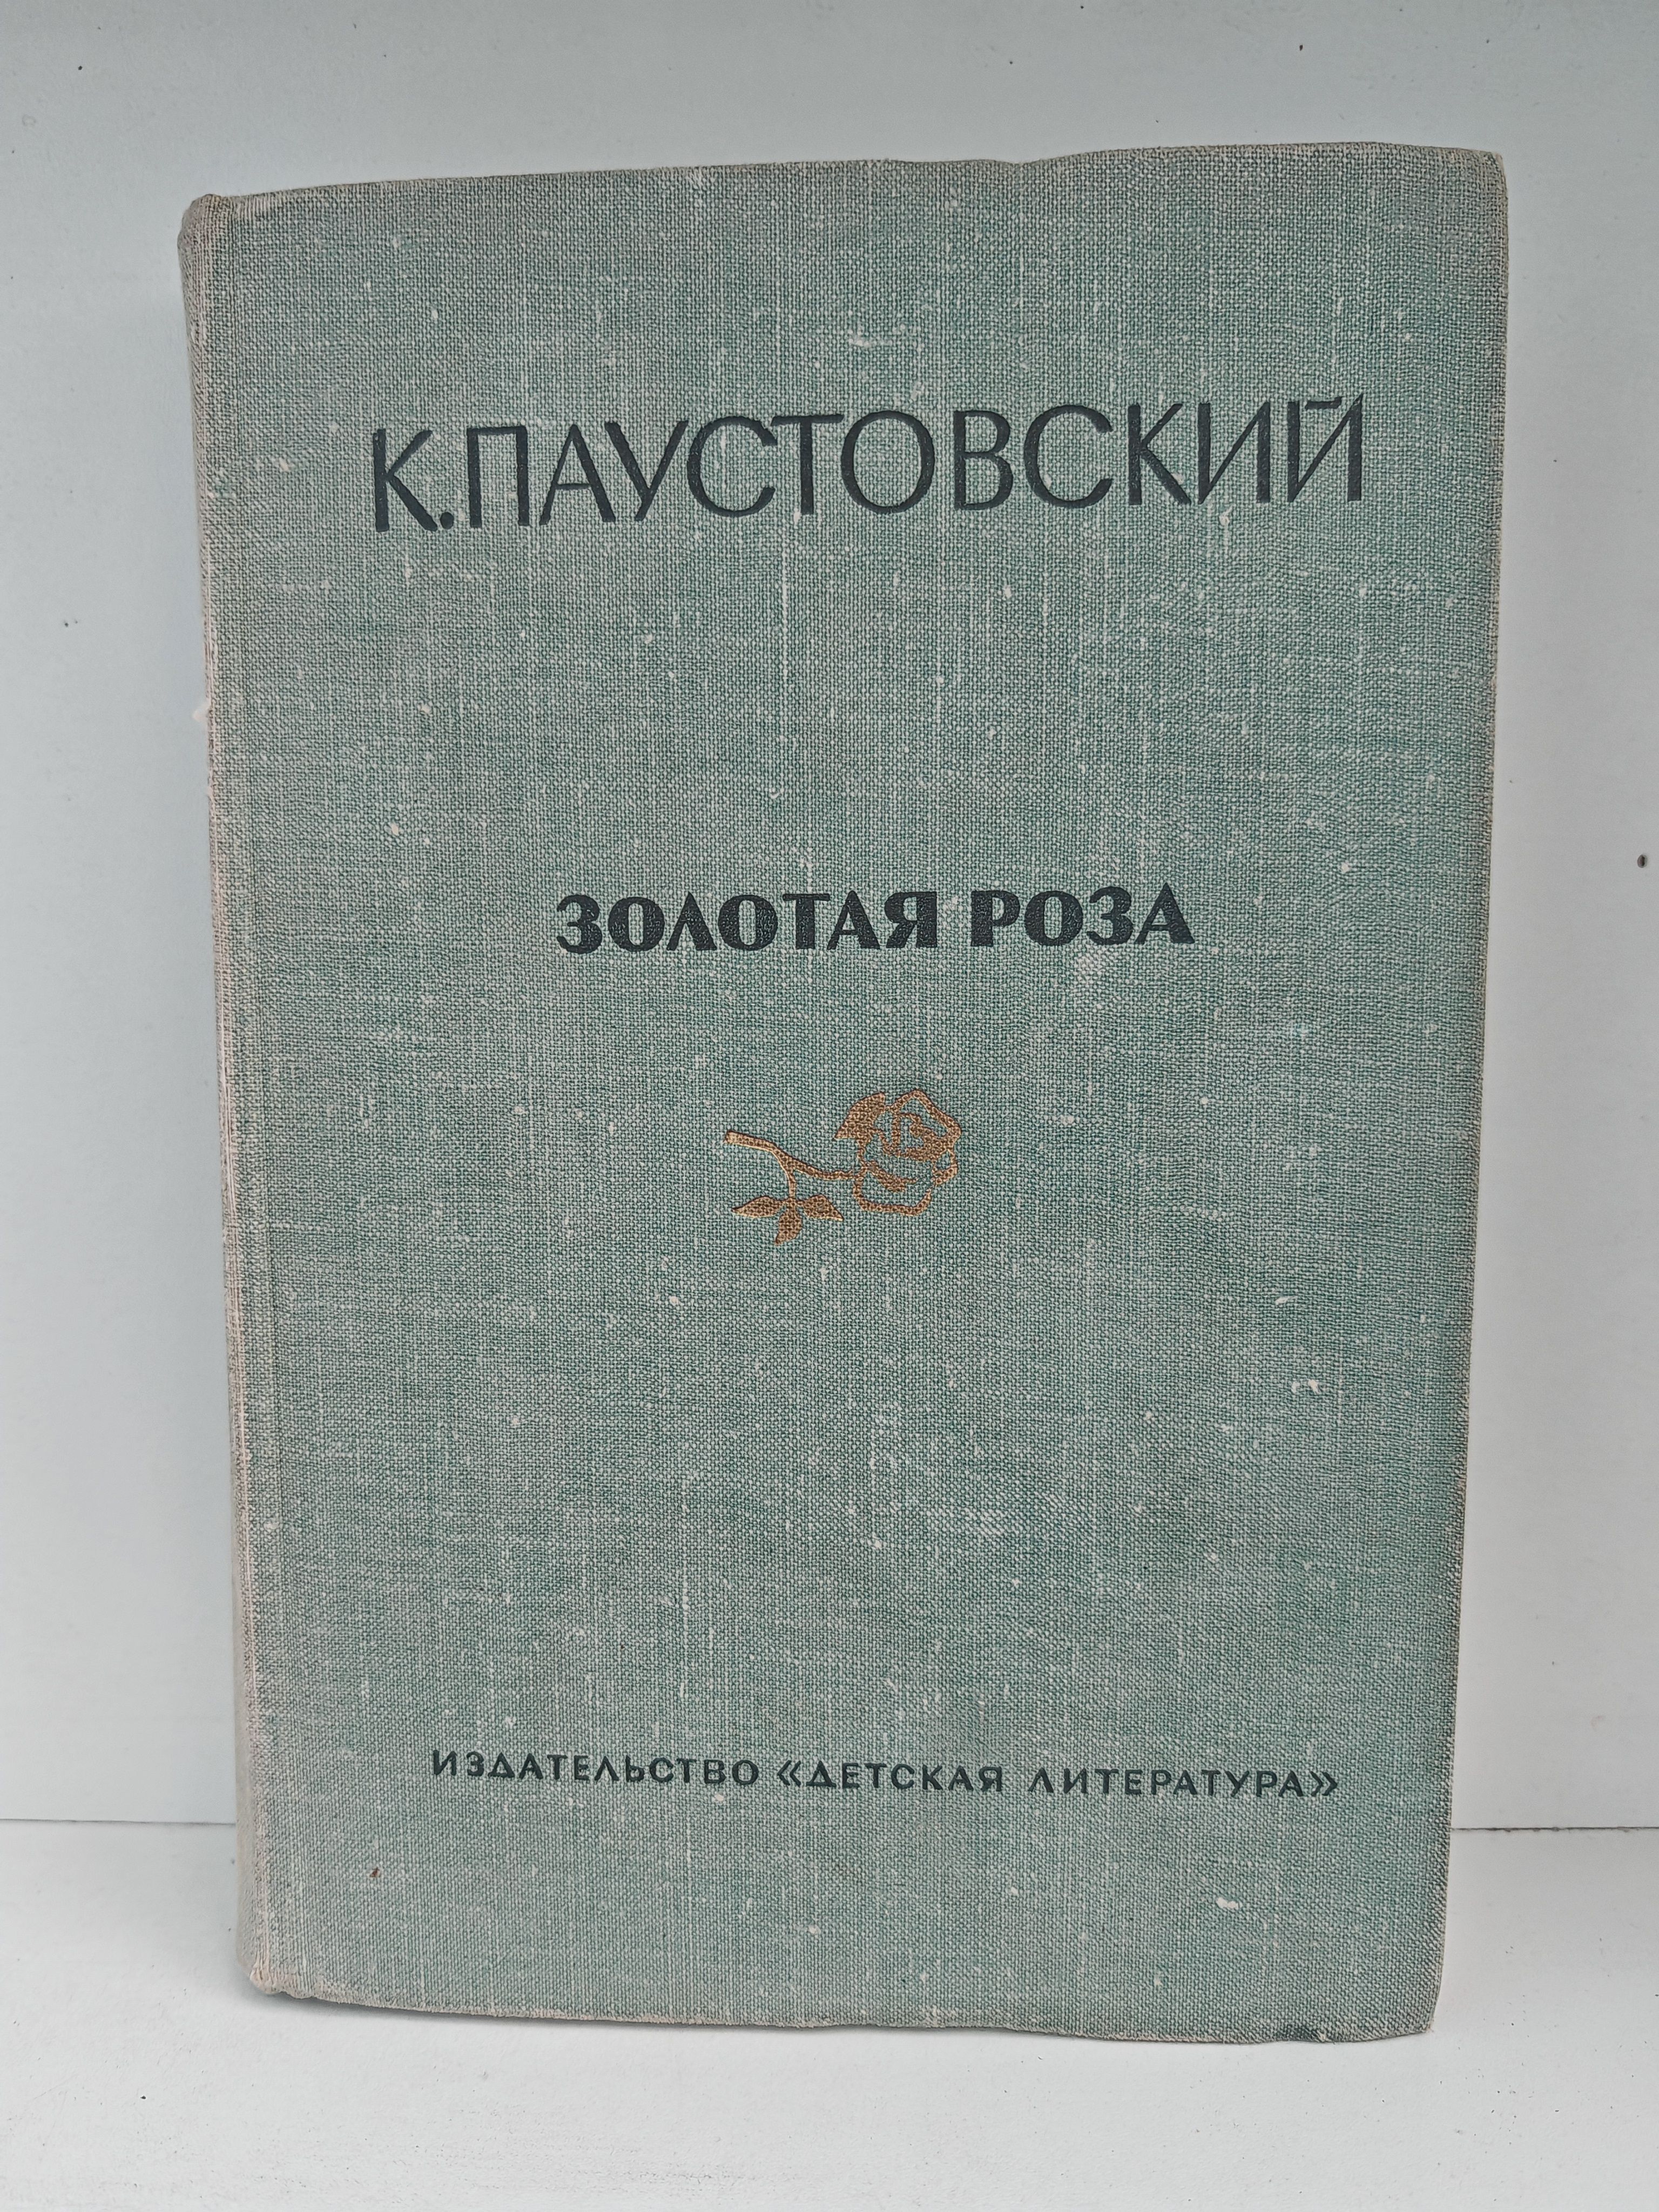 К. ПАУСТОВСКИЙ
ЗОЛОТАЯ РОЗА
ИЗДАТЕЛЬСТВО «ДЕТСКАЯ ЛИТЕРАТУРА»